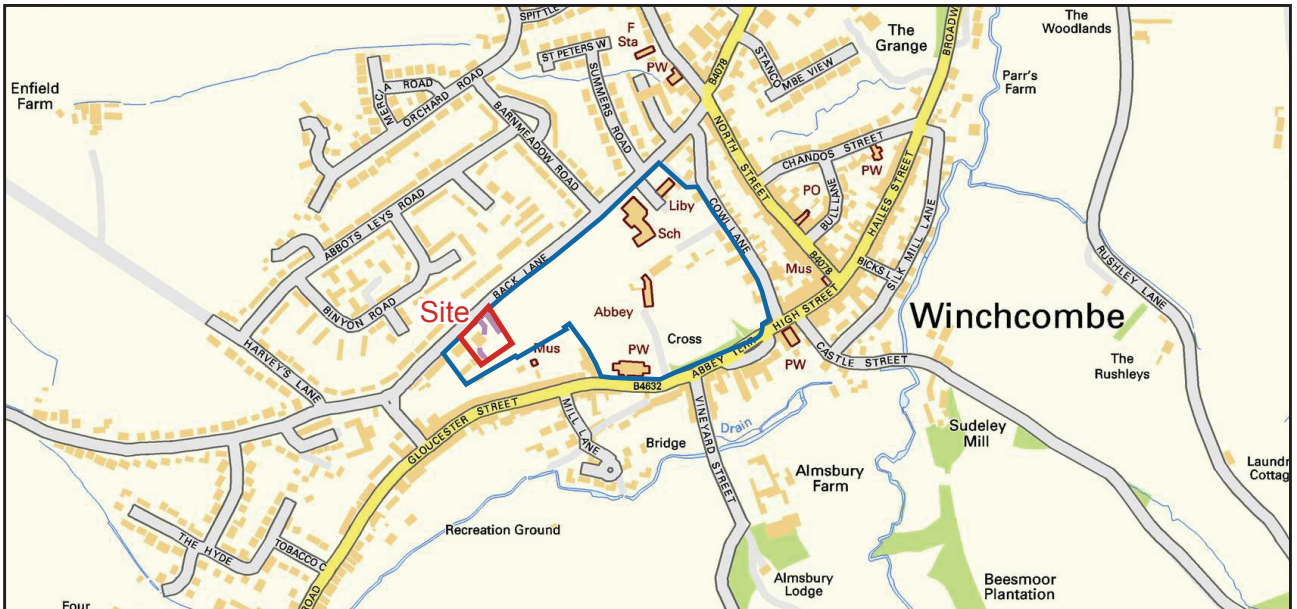 SPITTLE
F
Sta
ST PETERS W
PW
The
Grange
BROADW
The
Woodlands
Parr's
Farm
Enfield
Farm
MERCIA ROAD
ORCHARD ROAD
SUMMERS ROAD
B4078
STANCOMBE VIEW
BARNMEADOW ROAD
NORTH STREET
CHANDOS STREET
PW
PO
BULL LANE
HAILES STREET
SILK MILL LANE
Liby
Sch
COWL LANE
ABBOTS LEYS ROAD
BACK LANE
B4078
BICKS L
Mus
RUSHLEY LANE
BINYON ROAD
Site
Abbey
Cross
HIGH STREET
Winchcombe
HARVEY'S LANE
Mus
PW
ABBEY TERR
PW
CASTLE STREET
The
Rushleys
B4632
GLOUCESTER STREET
MILL LANE
VINEYARD STREET
Drain
Bridge
Sudeley
Mill
Almsbury
Farm
Laundr
Cottag
Recreation Ground
THE HYDE
TOBACCO C
ROAD
Almsbury
Lodge
Beesmoor
Plantation
Four